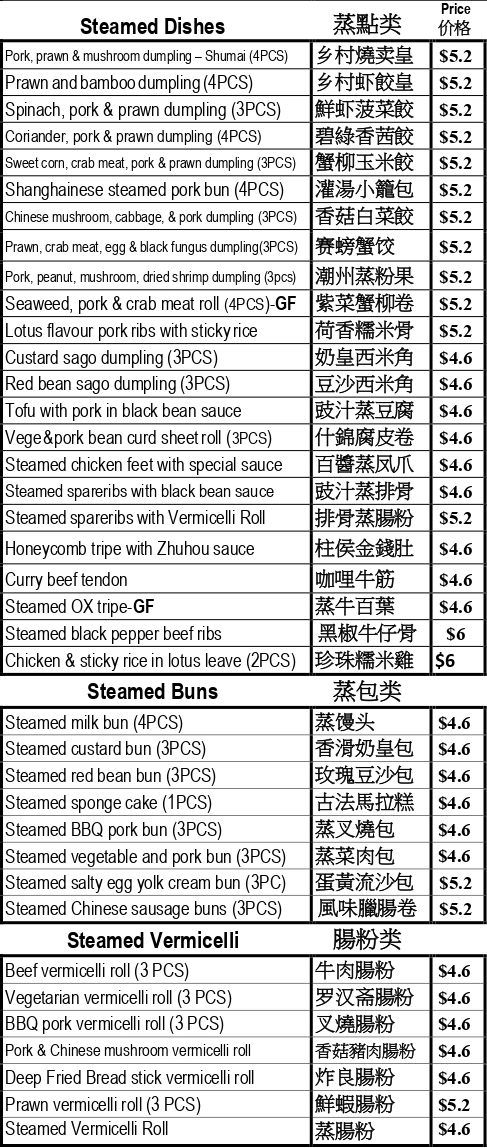 Steamed Dishes 蒸點类 Price 价格
Pork, prawn & mushroom dumpling – Shumai (4PCS) 乡村燒卖皇 $5.2
Prawn and bamboo dumpling (4PCS) 乡村虾餃皇 $5.2
Spinach, pork & prawn dumpling (3PCS) 鮮虾菠菜餃 $5.2
Coriander, pork & prawn dumpling (4PCS) 碧綠香茜餃 $5.2
Sweet corn, crab meat, pork & prawn dumpling (3PCS) 蟹柳玉米餃 $5.2
Shanghainese steamed pork bun (4PCS) 灌湯小籠包 $5.2
Chinese mushroom, cabbage, & pork dumpling (3PCS) 香菇白菜餃 $5.2
Prawn, crab meat, egg & black fungus dumpling(3PCS) 赛螃蟹饺 $5.2
Pork, peanut, mushroom, dried shrimp dumpling (3pcs) 潮州蒸粉果 $5.2
Seaweed, pork & crab meat roll (4PCS)-GF 紫菜蟹柳卷 $5.2
Lotus flavour pork ribs with sticky rice 荷香糯米骨 $5.2
Custard sago dumpling (3PCS) 奶皇西米角 $4.6
Red bean sago dumpling (3PCS) 豆沙西米角 $4.6
Tofu with pork in black bean sauce 豉汁蒸豆腐 $4.6
Vege&pork bean curd sheet roll (3PCS) 什錦腐皮卷 $4.6
Steamed chicken feet with special sauce 百醬蒸凤爪 $4.6
Steamed spareribs with black bean sauce 豉汁蒸排骨 $4.6
Steamed spareribs with Vermicelli Roll 排骨蒸腸粉 $5.2
Honeycomb tripe with Zhuhou sauce 柱侯金錢肚 $4.6
Curry beef tendon 咖哩牛筋 $4.6
Steamed OX tripe-GF 蒸牛百葉 $4.6
Steamed black pepper beef ribs 黑椒牛仔骨 $6
Chicken & sticky rice in lotus leave (2PCS) 珍珠糯米雞 $6
Steamed Buns 蒸包类
Steamed milk bun (4PCS) 蒸馒头 $4.6
Steamed custard bun (3PCS) 香滑奶皇包 $4.6
Steamed red bean bun (3PCS) 玫瑰豆沙包 $4.6
Steamed sponge cake (1PCS) 古法馬拉糕 $4.6
Steamed BBQ pork bun (3PCS) 蒸叉燒包 $4.6
Steamed vegetable and pork bun (3PCS) 蒸菜肉包 $4.6
Steamed salty egg yolk cream bun (3PC) 蛋黃流沙包 $5.2
Steamed Chinese sausage buns (3PCS) 風味臘腸卷 $5.2
Steamed Vermicelli 腸粉类
Beef vermicelli roll (3 PCS) 牛肉腸粉 $4.6
Vegetarian vermicelli roll (3 PCS) 罗汉斋腸粉 $4.6
BBQ pork vermicelli roll (3 PCS) 叉燒腸粉 $4.6
Pork & Chinese mushroom vermicelli roll 香菇豬肉腸粉 $4.6
Deep Fried Bread stick vermicelli roll 炸良腸粉 $4.6
Prawn vermicelli roll (3 PCS) 鮮蝦腸粉 $5.2
Steamed Vermicelli Roll 蒸腸粉 $4.6